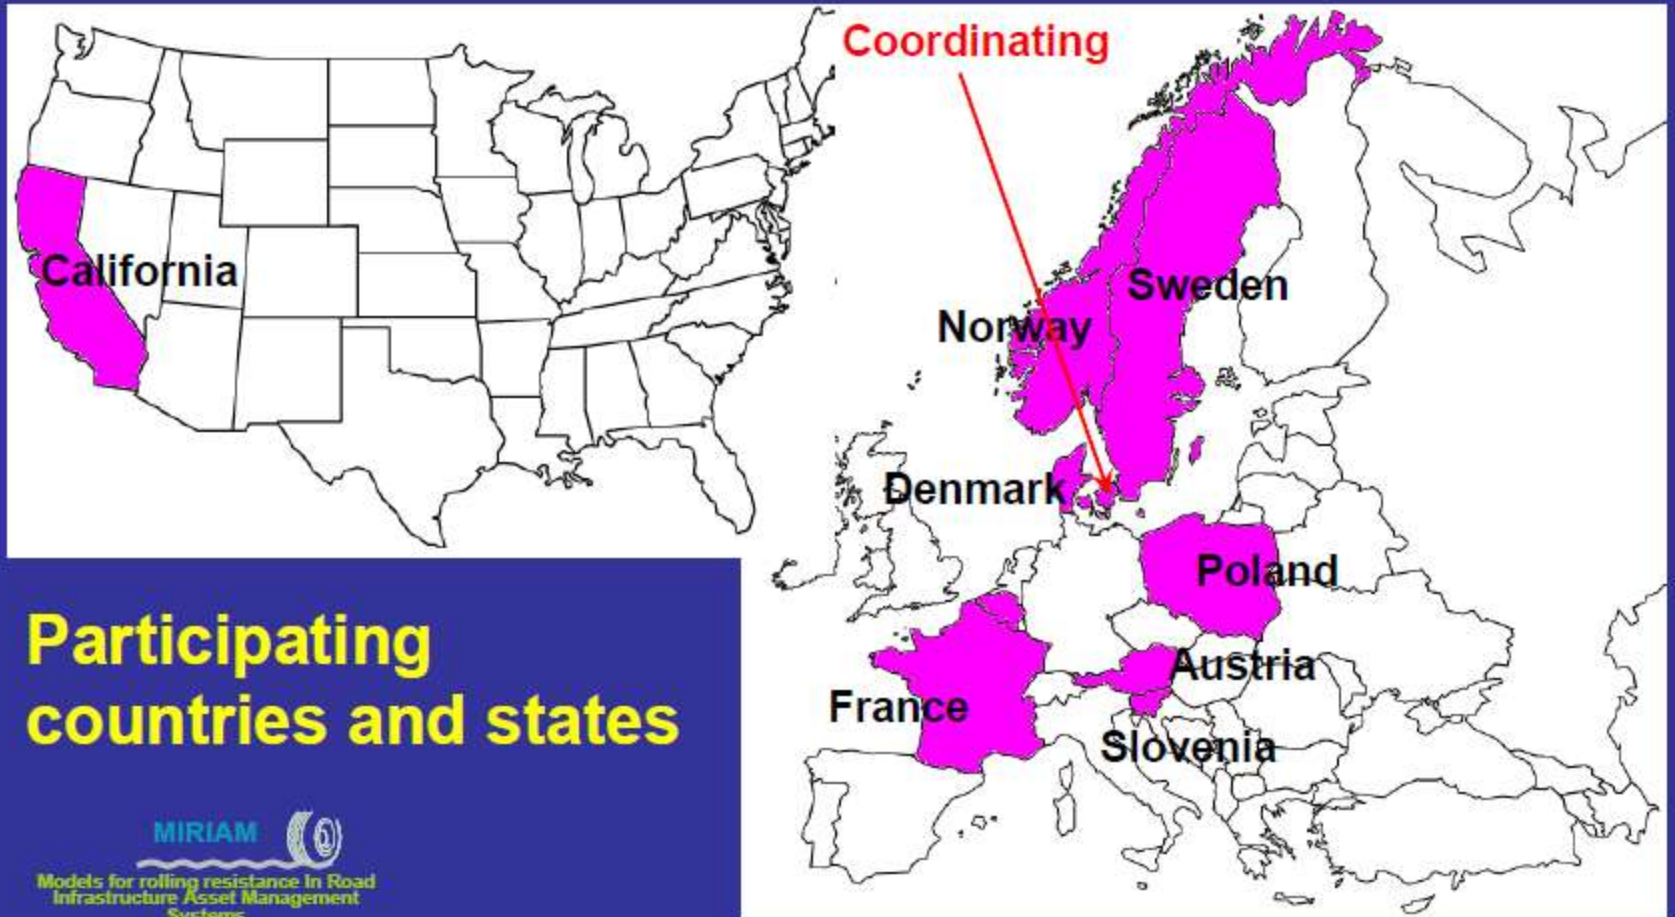 Coordinating
California
Sweden
Norway
Denmark
Poland
Austria
France
Slovenia
Participating
countries and states
MIRIAM
Models for rolling resistance In Road
Infrastructure Asset Management
Systems